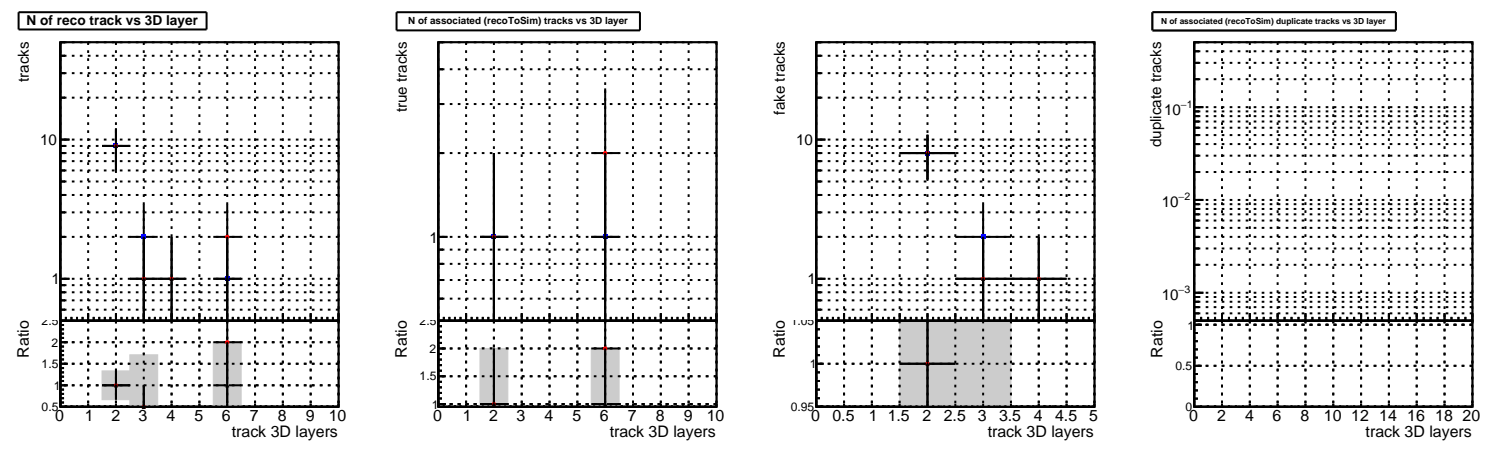 N of reco track vs 3D layer
tracks
10
1
Ratio
2.5
2
1.5
1
0.5
0 1 2 3 4 5 6 7 8 9 10
track 3D layers
N of associated (recoToSim) tracks vs 3D layer
true tracks
1
Ratio
2.5
2
1.5
1
0 1 2 3 4 5 6 7 8 9 10
track 3D layers
fake tracks
10
1
Ratio
1.05
1
0.95
0 0.5 1 1.5 2 2.5 3 3.5 4 4.5 5
track 3D layers
N of associated (recoToSim) duplicate tracks vs 3D layer
duplicate tracks
10⁻¹
10⁻²
10⁻³
Ratio
1
0.5
0
0 2 4 6 8 10 12 14 16 18 20
track 3D layers